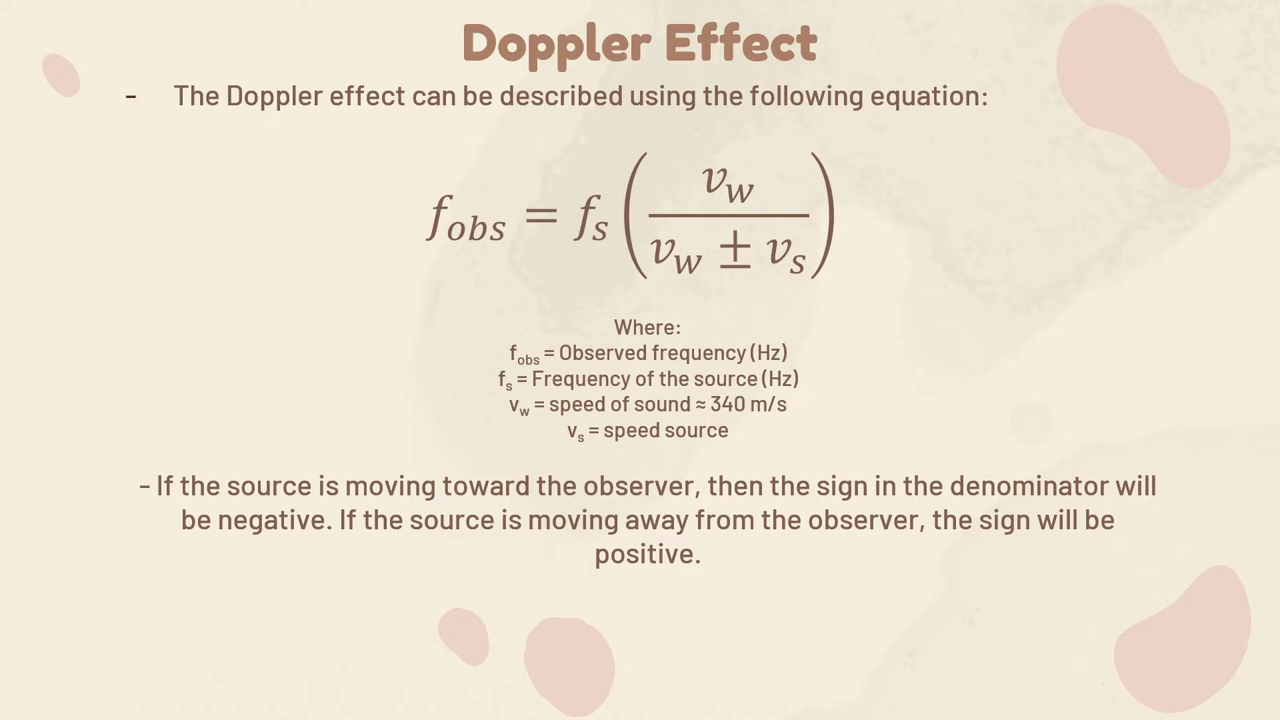 Doppler Effect
- The Doppler effect can be described using the following equation:
f_obs = f_s (v_w / (v_w ± v_s))
Where:
f_obs = Observed frequency (Hz)
f_s = Frequency of the source (Hz)
v_w = speed of sound ≈ 340 m/s
v_s = speed source
- If the source is moving toward the observer, then the sign in the denominator will
be negative. If the source is moving away from the observer, the sign will be
positive.